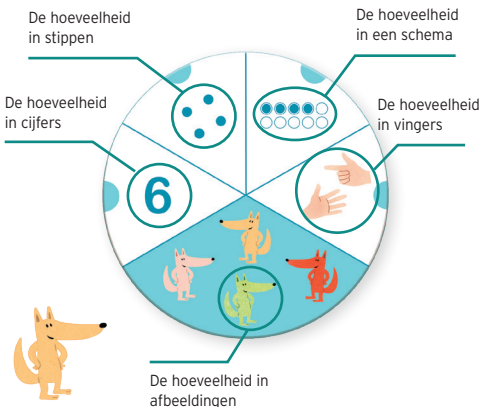 De hoeveelheid
in stippen
De hoeveelheid
in een schema
De hoeveelheid
in cijfers
De hoeveelheid
in vingers
6
De hoeveelheid in
afbeeldingen